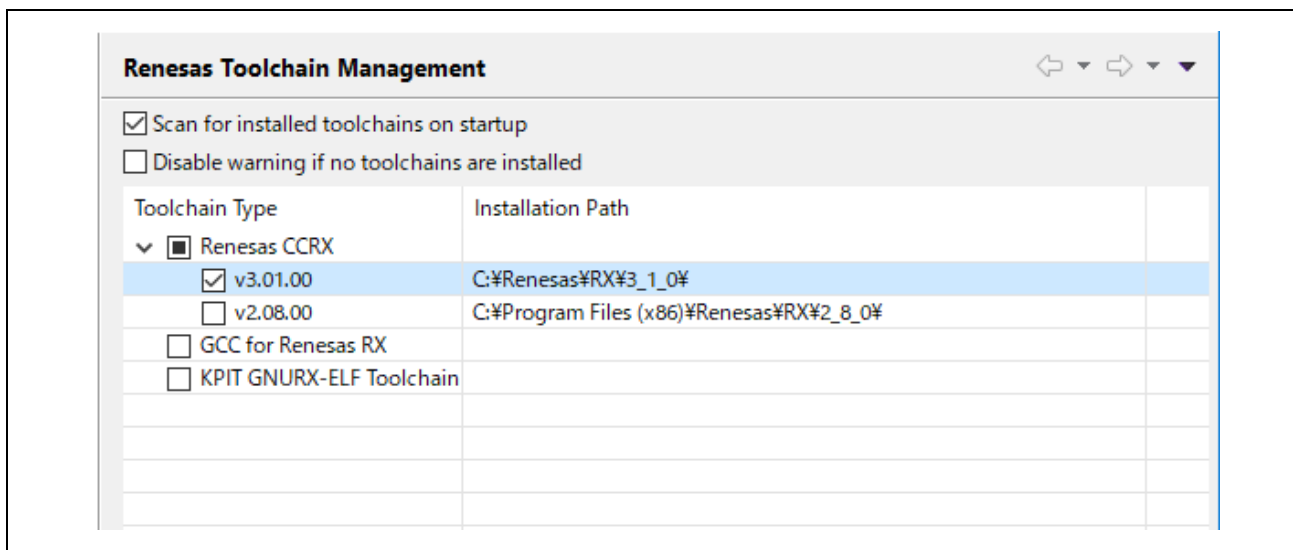 Renesas Toolchain Management
Scan for installed toolchains on startup
Disable warning if no toolchains are installed
Toolchain Type Installation Path
Renesas CCRX
v3.01.00 C:¥Renesas¥RX¥3_1_0¥
v2.08.00 C:¥Program Files (x86)¥Renesas¥RX¥2_8_0¥
GCC for Renesas RX
KPIT GNURX-ELF Toolchain